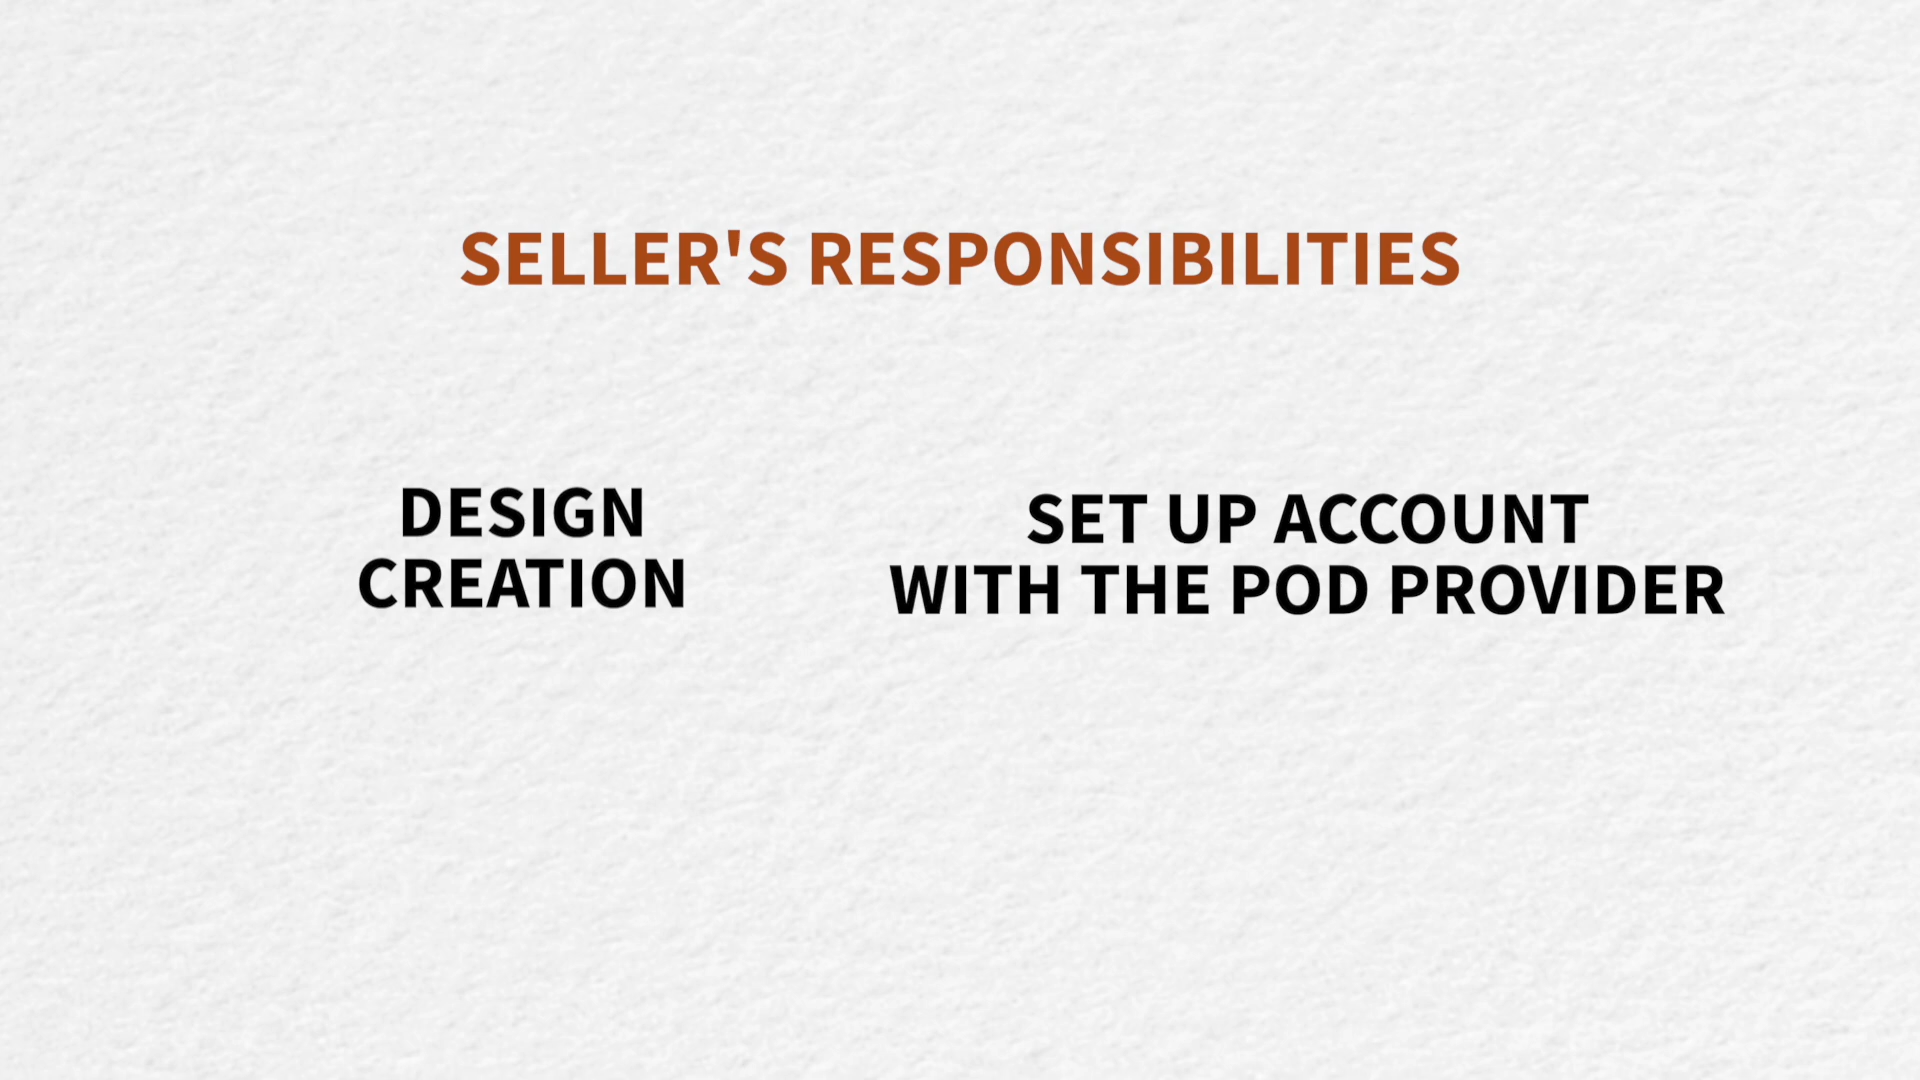 SELLER'S RESPONSIBILITIES
DESIGN
CREATION
SET UP ACCOUNT
WITH THE POD PROVIDER